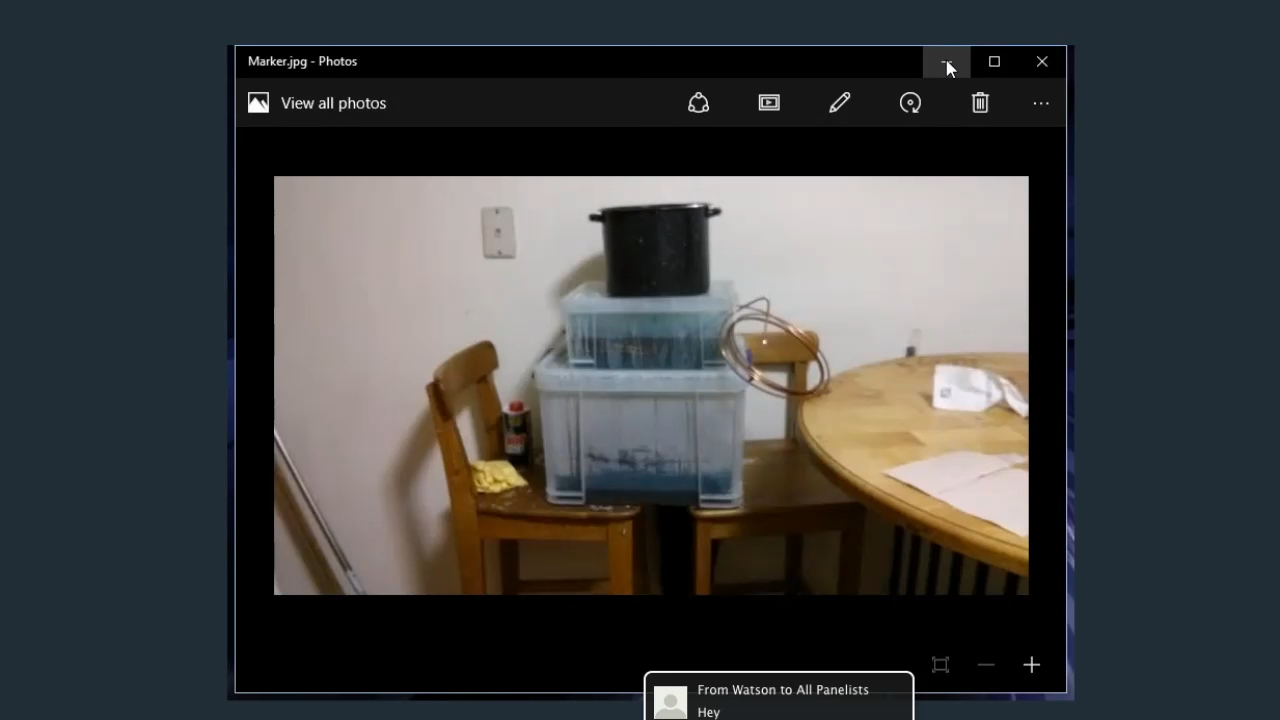 Marker.jpg - Photos
View all photos
From Watson to All Panelists
Hey